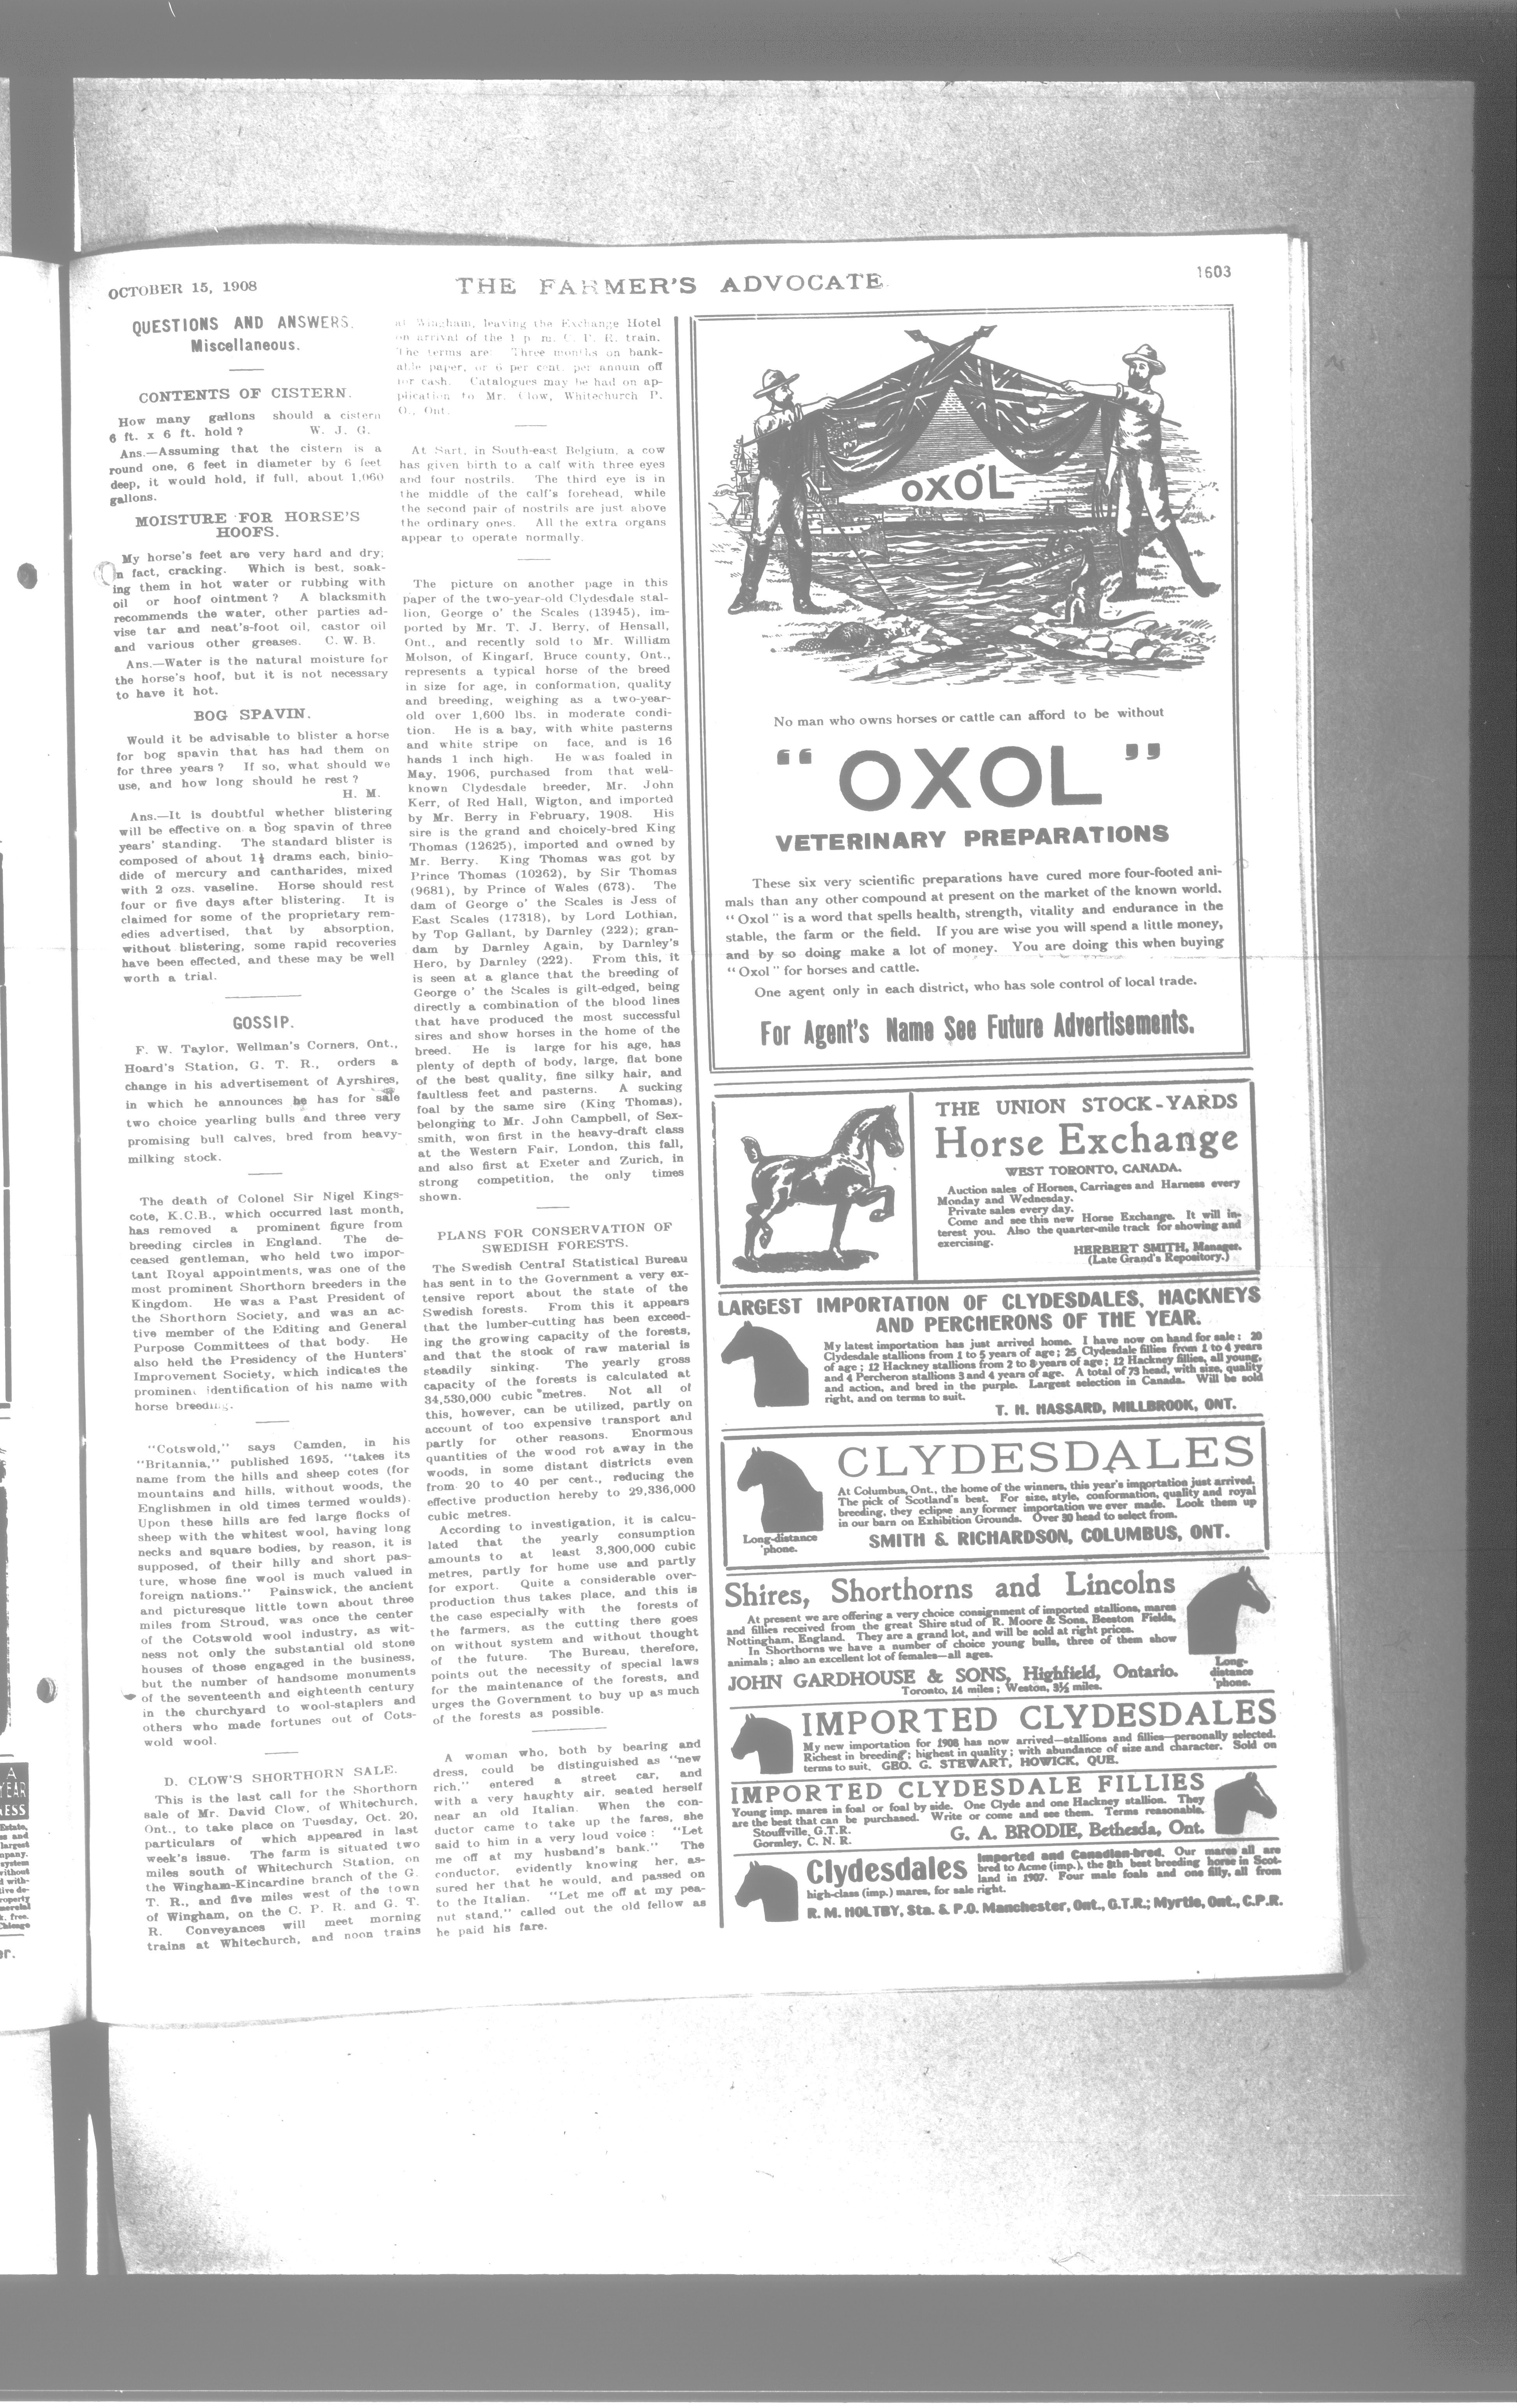 OCTOBER 15, 1908
THE FARMER'S ADVOCATE
1603
QUESTIONS AND ANSWERS.
Miscellaneous.
CONTENTS OF CISTERN.
How many gallons should a cistern
6 ft. x 6 ft. hold? W. J. G.
Ans.—Assuming that the cistern is a
round one, 6 feet in diameter by 6 feet
deep, it would hold, if full, about 1,060
gallons.
MOISTURE FOR HORSE'S
HOOFS.
My horse's feet are very hard and dry;
in fact, cracking. Which is best, soak-
ing them in hot water or rubbing with
oil or hoof ointment? A blacksmith
recommends the water, other parties ad-
vise tar and neat's-foot oil, castor oil
and various other greases. C. W. B.
Ans.—Water is the natural moisture for
the horse's hoof, but it is not necessary
to have it hot.
BOG SPAVIN.
Would it be advisable to blister a horse
for bog spavin that has had them on
for three years? If so, what should we
use, and how long should he rest?
H. M.
Ans.—It is doubtful whether blistering
will be effective on a bog spavin of three
years' standing. The standard blister is
composed of about 1½ drams each, binio-
dide of mercury and cantharides, mixed
with 2 ozs. vaseline. Horse should rest
four or five days after blistering. It is
claimed for some of the proprietary rem-
edies advertised, that by absorption,
without blistering, some rapid recoveries
have been effected, and these may be well
worth a trial.
GOSSIP.
F. W. Taylor, Wellman's Corners, Ont.,
Hoard's Station, G. T. R., orders a
change in his advertisement of Ayrshires,
in which he announces he has for sale
two choice yearling bulls and three very
promising bull calves, bred from heavy-
milking stock.
The death of Colonel Sir Nigel Kings-
cote, K.C.B., which occurred last month,
has removed a prominent figure from
breeding circles in England. The de-
ceased gentleman, who held two impor-
tant Royal appointments, was one of the
most prominent Shorthorn breeders in the
Kingdom. He was a Past President of
the Shorthorn Society, and was an ac-
tive member of the Editing and General
Purpose Committees of that body. He
also held the Presidency of the Hunters'
Improvement Society, which indicates the
prominent identification of his name with
horse breeding.
"Cotswold," says Camden, in his
"Britannia," published 1695, "takes its
name from the hills and sheep cotes (for
mountains and hills, without woods, the
Englishmen in old times termed woulds).
Upon these hills are fed large flocks of
sheep with the whitest wool, having long
necks and square bodies, by reason, it is
supposed, of their hilly and short pas-
ture, whose fine wool is much valued in
foreign nations." Painswick, the ancient
and picturesque little town about three
miles from Stroud, was once the center
of the Cotswold wool industry, as wit-
ness not only the substantial old stone
houses of those engaged in the business,
but the number of handsome monuments
of the seventeenth and eighteenth century
in the churchyard to wool-staplers and
others who made fortunes out of Cots-
wold wool.
D. CLOW'S SHORTHORN SALE.
This is the last call for the Shorthorn
sale of Mr. David Clow, of Whitechurch,
Ont., to take place on Tuesday, Oct. 20,
particulars of which appeared in last
week's issue. The farm is situated two
miles south of Whitechurch Station, on
the Wingham-Kincardine branch of the G.
T. R., and five miles west of the town
of Wingham, on the C. P. R. and G. T.
R. Conveyances will meet morning
trains at Whitechurch, and noon trains
at Wingham, leaving the Exchange Hotel
on arrival of the 1 p. m. C. P. R. train.
The terms are: Three months on bank-
able paper, or 6 per cent. per annum off
for cash. Catalogues may be had on ap-
plication to Mr. Clow, Whitechurch P.
O., Ont.
At Sart, in South-east Belgium, a cow
has given birth to a calf with three eyes
and four nostrils. The third eye is in
the middle of the calf's forehead, while
the second pair of nostrils are just above
the ordinary ones. All the extra organs
appear to operate normally.
The picture on another page in this
paper of the two-year-old Clydesdale stal-
lion, George o' the Scales (13945), im-
ported by Mr. T. J. Berry, of Hensall,
Ont., and recently sold to Mr. William
Molson, of Kingarf, Bruce county, Ont.,
represents a typical horse of the breed
in size for age, in conformation, quality
and breeding, weighing as a two-year-
old over 1,600 lbs. in moderate condi-
tion. He is a bay, with white pasterns
and white stripe on face, and is 16
hands 1 inch high. He was foaled in
May, 1906, purchased from that well-
known Clydesdale breeder, Mr. John
Kerr, of Red Hall, Wigton, and imported
by Mr. Berry in February, 1908. His
sire is the grand and choicely-bred King
Thomas (12625), imported and owned by
Mr. Berry. King Thomas was got by
Prince Thomas (10262), by Sir Thomas
(9681), by Prince of Wales (673). The
dam of George o' the Scales is Jess of
East Scales (17318), by Lord Lothian,
by Top Gallant, by Darnley (222); gran-
dam by Darnley Again, by Darnley's
Hero, by Darnley (222). From this, it
is seen at a glance that the breeding of
George o' the Scales is gilt-edged, being
directly a combination of the blood lines
that have produced the most successful
sires and show horses in the home of the
breed. He is large for his age, has
plenty of depth of body, large, flat bone
of the best quality, fine silky hair, and
faultless feet and pasterns. A sucking
foal by the same sire (King Thomas),
belonging to Mr. John Campbell, of Sex-
smith, won first in the heavy-draft class
at the Western Fair, London, this fall,
and also first at Exeter and Zurich, in
strong competition, the only times
shown.
PLANS FOR CONSERVATION OF
SWEDISH FORESTS.
The Swedish Central Statistical Bureau
has sent in to the Government a very ex-
tensive report about the state of the
Swedish forests. From this it appears
that the lumber-cutting has been exceed-
ing the growing capacity of the forests,
and that the stock of raw material is
steadily sinking. The yearly gross
capacity of the forests is calculated at
34,530,000 cubic metres. Not all of
this, however, can be utilized, partly on
account of too expensive transport and
partly for other reasons. Enormous
quantities of the wood rot away in the
woods, in some distant districts even
from 20 to 40 per cent., reducing the
effective production hereby to 29,336,000
cubic metres.
According to investigation, it is calcu-
lated that the yearly consumption
amounts to at least 3,300,000 cubic
metres, partly for home use and partly
for export. Quite a considerable over-
production thus takes place, and this is
the case especially with the forests of
the farmers, as the cutting there goes
on without system and without thought
of the future. The Bureau, therefore,
points out the necessity of special laws
for the maintenance of the forests, and
urges the Government to buy up as much
of the forests as possible.
A woman who, both by bearing and
dress, could be distinguished as "new
rich," entered a street car, and
with a very haughty air, seated herself
near an old Italian. When the con-
ductor came to take up the fares, she
said to him in a very loud voice: "Let
me off at my husband's bank." The
conductor, evidently knowing her, as-
sured her that he would, and passed on
to the Italian. "Let me off at my pea-
nut stand," called out the old fellow as
he paid his fare.
OXOL
No man who owns horses or cattle can afford to be without
"OXOL"
VETERINARY PREPARATIONS
These six very scientific preparations have cured more four-footed ani-
mals than any other compound at present on the market of the known world.
"Oxol" is a word that spells health, strength, vitality and endurance in the
stable, the farm or the field. If you are wise you will spend a little money,
and by so doing make a lot of money. You are doing this when buying
"Oxol" for horses and cattle.
One agent only in each district, who has sole control of local trade.
For Agent's Name See Future Advertisements.
THE UNION STOCK-YARDS
Horse Exchange
WEST TORONTO, CANADA.
Auction sales of Horses, Carriages and Harness every
Monday and Wednesday.
Private sales every day.
Come and see this new Horse Exchange. It will in-
terest you. Also the quarter-mile track for showing and
exercising.
HERBERT SMITH, Manager.
(Late Grand's Repository.)
LARGEST IMPORTATION OF CLYDESDALES, HACKNEYS
AND PERCHERONS OF THE YEAR.
My latest importation has just arrived home. I have now on hand for sale: 20
Clydesdale stallions from 1 to 5 years of age; 25 Clydesdale fillies from 1 to 4 years
of age; 12 Hackney stallions from 2 to 8 years of age; 12 Hackney fillies, all young,
and 4 Percheron stallions 3 and 4 years of age. A total of 73 head, with size, quality
and action, and bred in the purple. Largest selection in Canada. Will be sold
right, and on terms to suit.
T. H. HASSARD, MILLBROOK, ONT.
CLYDESDALES
At Columbus, Ont., the home of the winners, this year's importation just arrived.
The pick of Scotland's best. For size, style, conformation, quality and royal
breeding, they eclipse any former importation we ever made. Look them up
in our barn on Exhibition Grounds. Over 30 head to select from.
Long-distance
'phone.
SMITH & RICHARDSON, COLUMBUS, ONT.
Shires, Shorthorns and Lincolns
At present we are offering a very choice consignment of imported stallions, mares
and fillies received from the great Shire stud of R. Moore & Sons, Beeston Fields,
Nottingham, England. They are a grand lot, and will be sold at right prices.
In Shorthorns we have a number of choice young bulls, three of them show
animals; also an excellent lot of females—all ages.
JOHN GARDHOUSE & SONS, Highfield, Ontario.
Toronto, 14 miles; Weston, 3½ miles.
Long-
distance
'phone.
IMPORTED CLYDESDALES
My new importation for 1908 has now arrived—stallions and fillies—personally selected.
Richest in breeding; highest in quality; with abundance of size and character. Sold on
terms to suit. GEO. G. STEWART, HOWICK, QUE.
IMPORTED CLYDESDALE FILLIES
Young imp. mares in foal or foal by side. One Clyde and one Hackney stallion. They
are the best that can be purchased. Write or come and see them. Terms reasonable.
Stouffville, G.T.R.
Gormley, C. N. R.
G. A. BRODIE, Bethesda, Ont.
Clydesdales Imported and Canadian-bred. Our mares all are
bred to Acme (imp.), the 8th best breeding horse in Scot-
land in 1907. Four male foals and one filly, all from
high-class (imp.) mares, for sale right.
R. M. HOLTBY, Sta. & P.O. Manchester, Ont., G.T.R.; Myrtle, Ont., C.P.R.